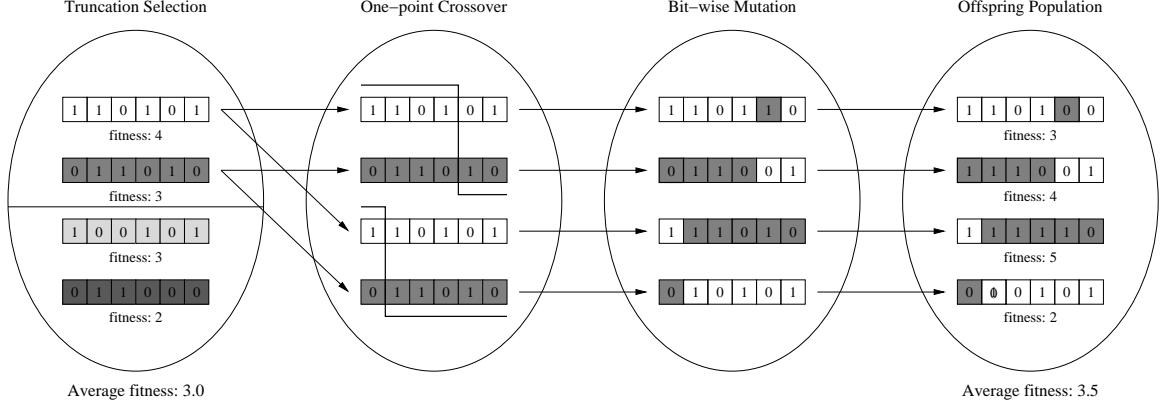 Truncation Selection
One−point Crossover
Bit−wise Mutation
Offspring Population
1 1 0 1 0 1
fitness: 4
0 1 1 0 1 0
fitness: 3
1 0 0 1 0 1
fitness: 3
0 1 1 0 0 0
fitness: 2
Average fitness: 3.0
1 1 0 1 0 1
0 1 1 0 1 0
1 1 0 1 0 1
0 1 1 0 1 0
1 1 0 1 1 0
0 1 1 0 0 1
1 1 1 0 1 0
0 1 0 1 0 1
1 1 0 1 0 0
fitness: 3
1 1 1 0 0 1
fitness: 4
1 1 1 1 1 0
fitness: 5
0 0 1 0 1
fitness: 2
Average fitness: 3.5